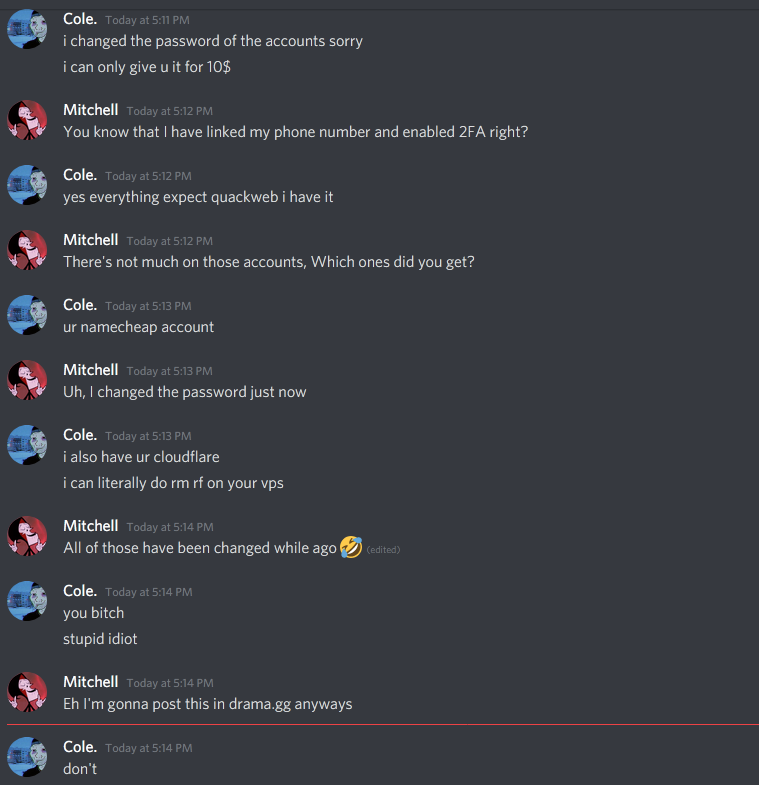 Cole. Today at 5:11 PM
i changed the password of the accounts sorry
i can only give u it for 10$
Mitchell Today at 5:12 PM
You know that I have linked my phone number and enabled 2FA right?
Cole. Today at 5:12 PM
yes everything expect quackweb i have it
Mitchell Today at 5:12 PM
There's not much on those accounts, Which ones did you get?
Cole. Today at 5:13 PM
ur namecheap account
Mitchell Today at 5:13 PM
Uh, I changed the password just now
Cole. Today at 5:13 PM
i also have ur cloudflare
i can literally do rm rf on your vps
Mitchell Today at 5:14 PM
All of those have been changed while ago 🤣 (edited)
Cole. Today at 5:14 PM
you bitch
stupid idiot
Mitchell Today at 5:14 PM
Eh I'm gonna post this in drama.gg anyways
Cole. Today at 5:14 PM
don't